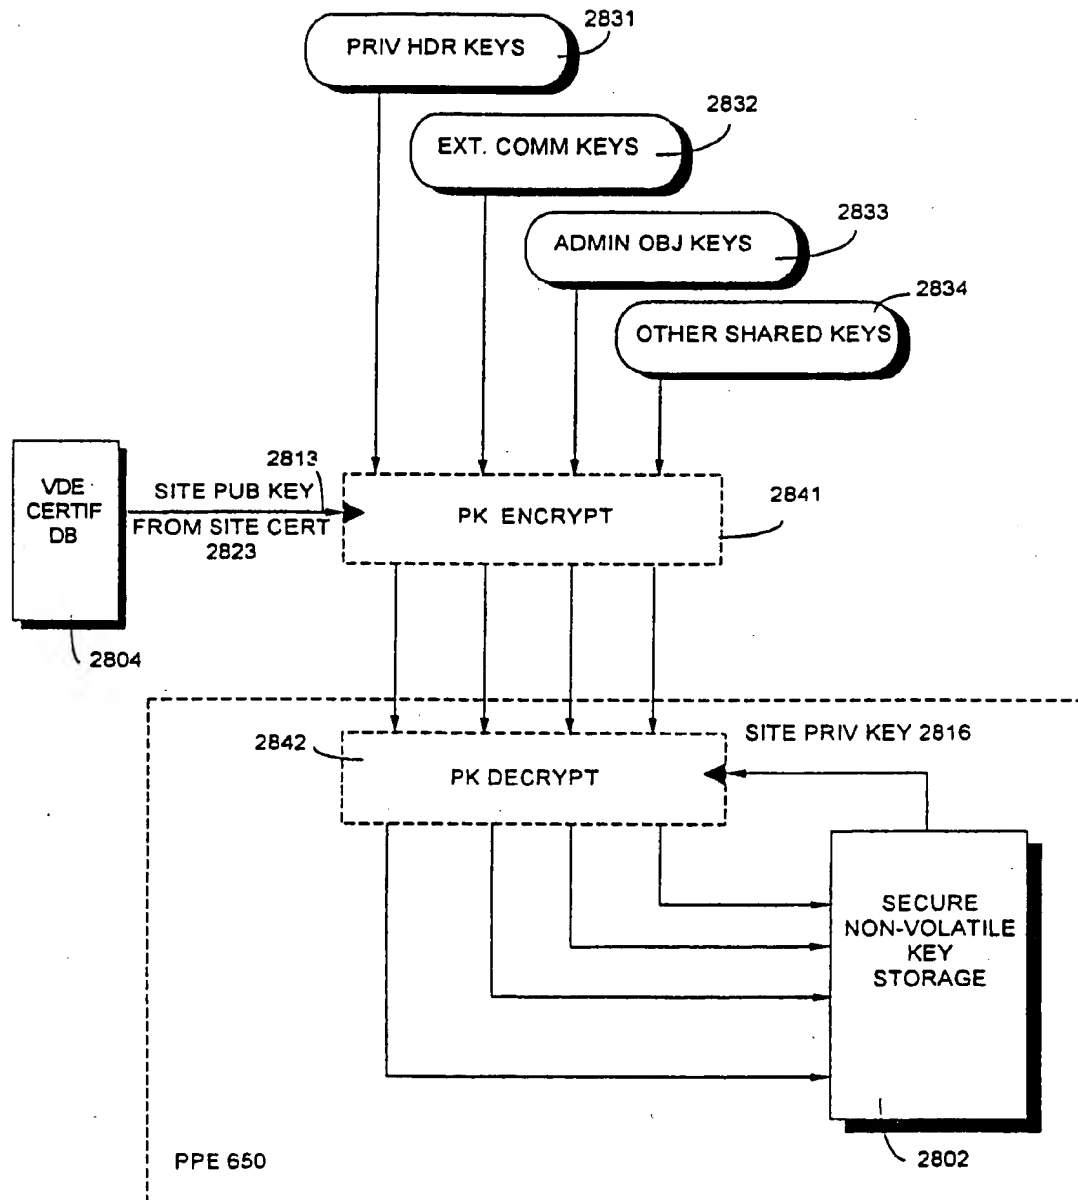 2831
PRIV HDR KEYS
2832
EXT. COMM KEYS
2833
ADMIN OBJ KEYS
2834
OTHER SHARED KEYS
VDE
CERTIF
DB
2813
SITE PUB KEY
FROM SITE CERT
2823
PK ENCRYPT
2841
2804
2842
SITE PRIV KEY 2816
PK DECRYPT
SECURE
NON-VOLATILE
KEY
STORAGE
PPE 650
2802